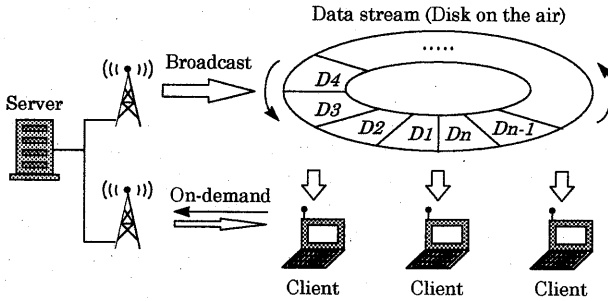 Data stream (Disk on the air)
.....
Broadcast
D4
D3
D2
D1
Dn
Dn-1
Server
On-demand
Client
Client
Client